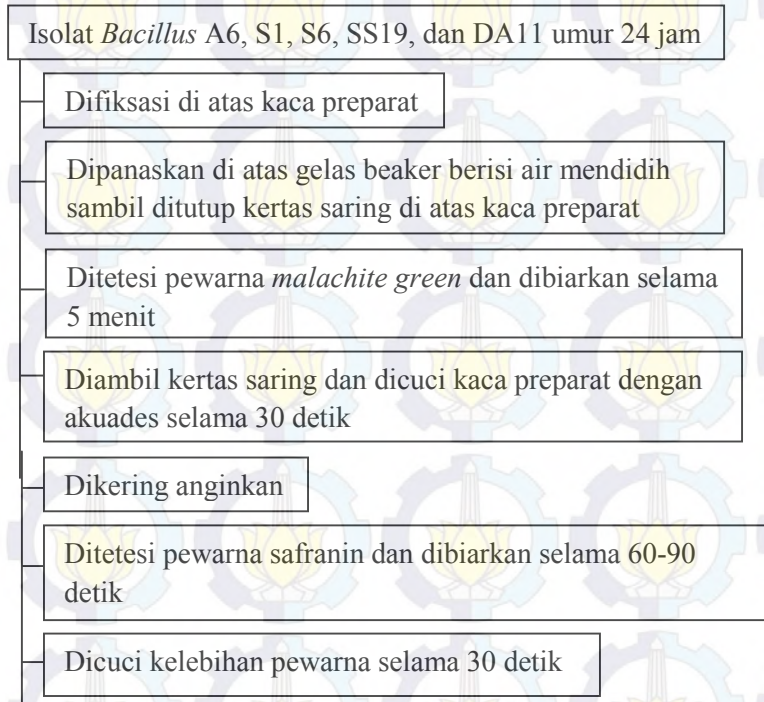 Isolat Bacillus A6, S1, S6, SS19, dan DA11 umur 24 jam
Difiksasi di atas kaca preparat
Dipanaskan di atas gelas beaker berisi air mendidih
sambil ditutup kertas saring di atas kaca preparat
Ditetesi pewarna malachite green dan dibiarkan selama
5 menit
Diambil kertas saring dan dicuci kaca preparat dengan
akuades selama 30 detik
Dikering anginkan
Ditetesi pewarna safranin dan dibiarkan selama 60-90
detik
Dicuci kelebihan pewarna selama 30 detik